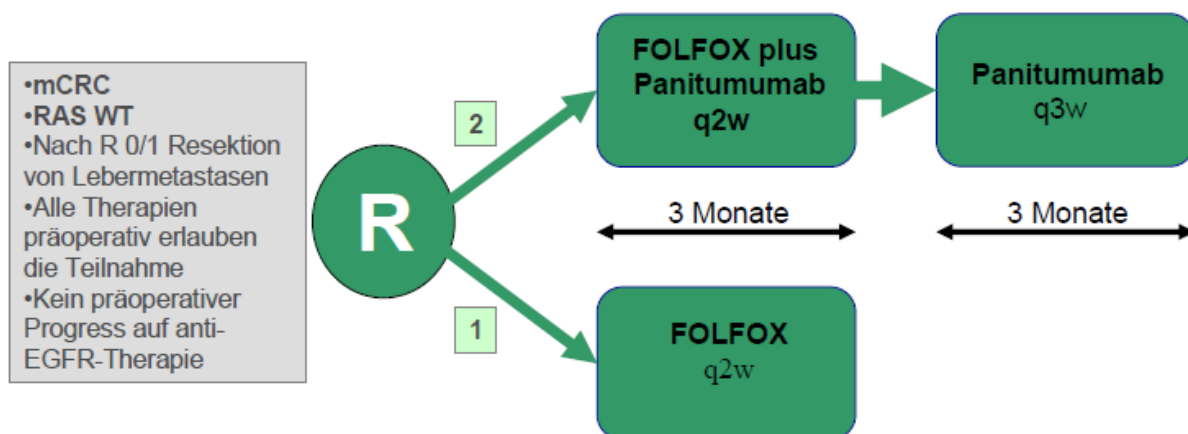 •mCRC
•RAS WT
•Nach R 0/1 Resektion
von Lebermetastasen
•Alle Therapien
präoperativ erlauben
die Teilnahme
•Kein präoperativer
Progress auf anti-
EGFR-Therapie
R
2
1
FOLFOX plus
Panitumumab
q2w
Panitumumab
q3w
3 Monate
3 Monate
FOLFOX
q2w